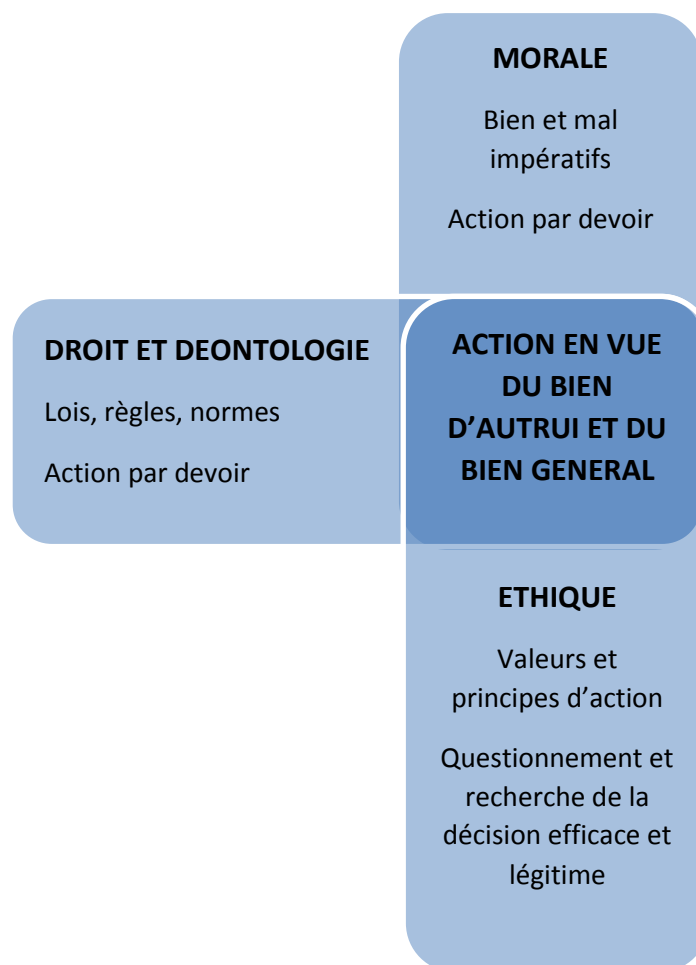 MORALE
Bien et mal
impératifs
Action par devoir
DROIT ET DEONTOLOGIE
Lois, règles, normes
Action par devoir
ACTION EN VUE
DU BIEN
D’AUTRUI ET DU
BIEN GENERAL
ETHIQUE
Valeurs et
principes d’action
Questionnement et
recherche de la
décision efficace et
légitime